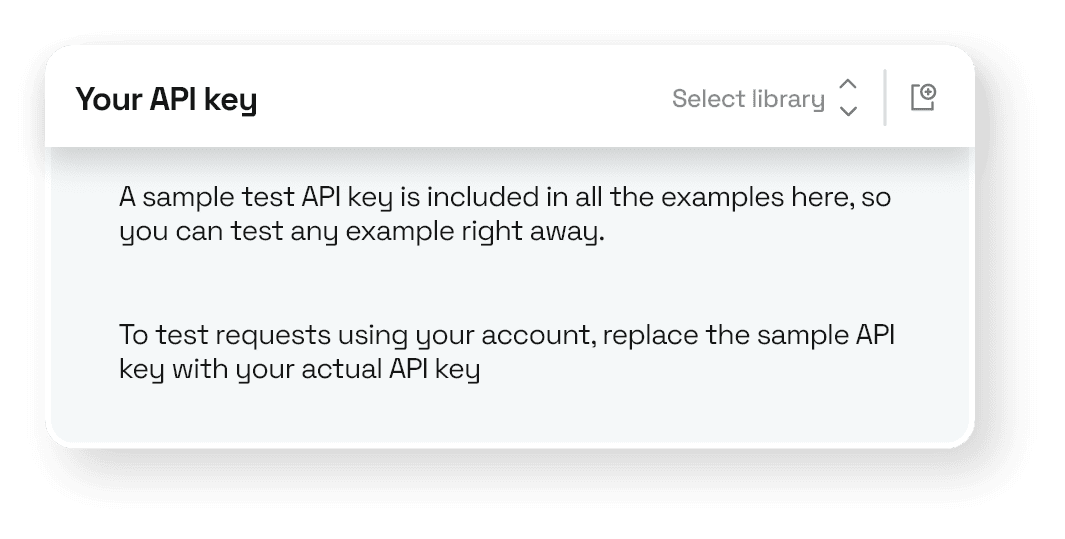 Your API key
Select library
A sample test API key is included in all the examples here, so
you can test any example right away.
To test requests using your account, replace the sample API
key with your actual API key